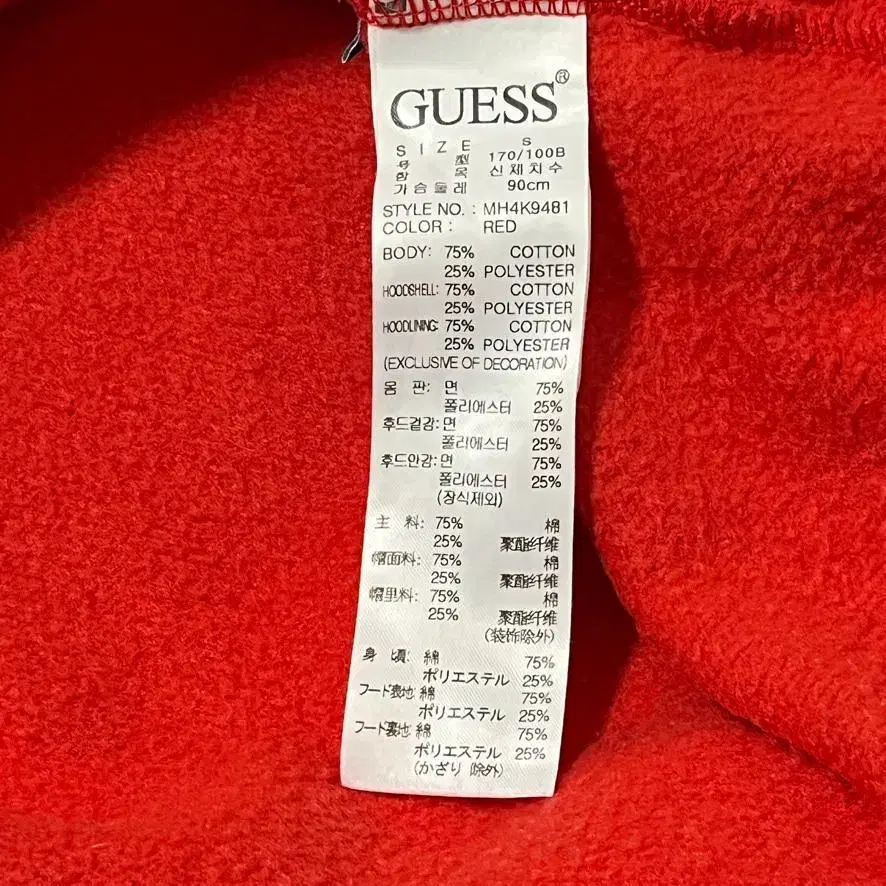 GUESS®
SIZE S
号 型 170/100B
항 목 신체치수
가슴둘레 90cm
STYLE NO. : MH4K9481
COLOR : RED
BODY: 75% COTTON
25% POLYESTER
HOODSHELL: 75% COTTON
25% POLYESTER
HOODLINING: 75% COTTON
25% POLYESTER
(EXCLUSIVE OF DECORATION)
몸 판: 면 75%
폴리에스터 25%
후드겉감: 면 75%
폴리에스터 25%
후드안감: 면 75%
폴리에스터 25%
(장식제외)
主 料: 75% 棉
25% 聚酯纤维
帽面料: 75% 棉
25% 聚酯纤维
帽里料: 75% 棉
25% 聚酯纤维
(装饰除外)
身 頃: 綿 75%
ポリエステル 25%
フード表地: 綿 75%
ポリエステル 25%
フード裏地: 綿 75%
ポリエステル 25%
(かざり 除外)